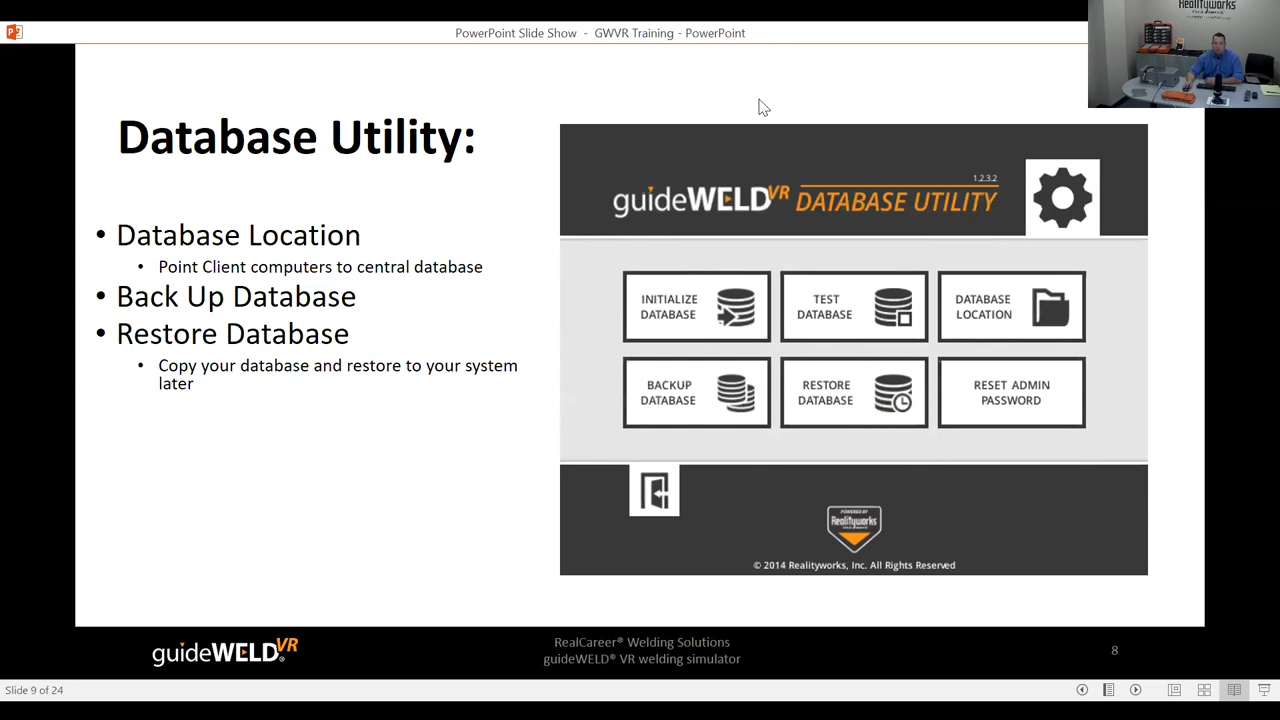 PowerPoint Slide Show - GWVR Training - PowerPoint
Realityworks
Database Utility:
• Database Location
• Point Client computers to central database
• Back Up Database
• Restore Database
• Copy your database and restore to your system
later
1.2.3.2
guideWELD VR DATABASE UTILITY
INITIALIZE
DATABASE
TEST
DATABASE
DATABASE
LOCATION
BACKUP
DATABASE
RESTORE
DATABASE
RESET ADMIN
PASSWORD
POWERED BY
Realityworks
© 2014 Realityworks, Inc. All Rights Reserved
guideWELD VR®
RealCareer® Welding Solutions
guideWELD® VR welding simulator
8
Slide 9 of 24